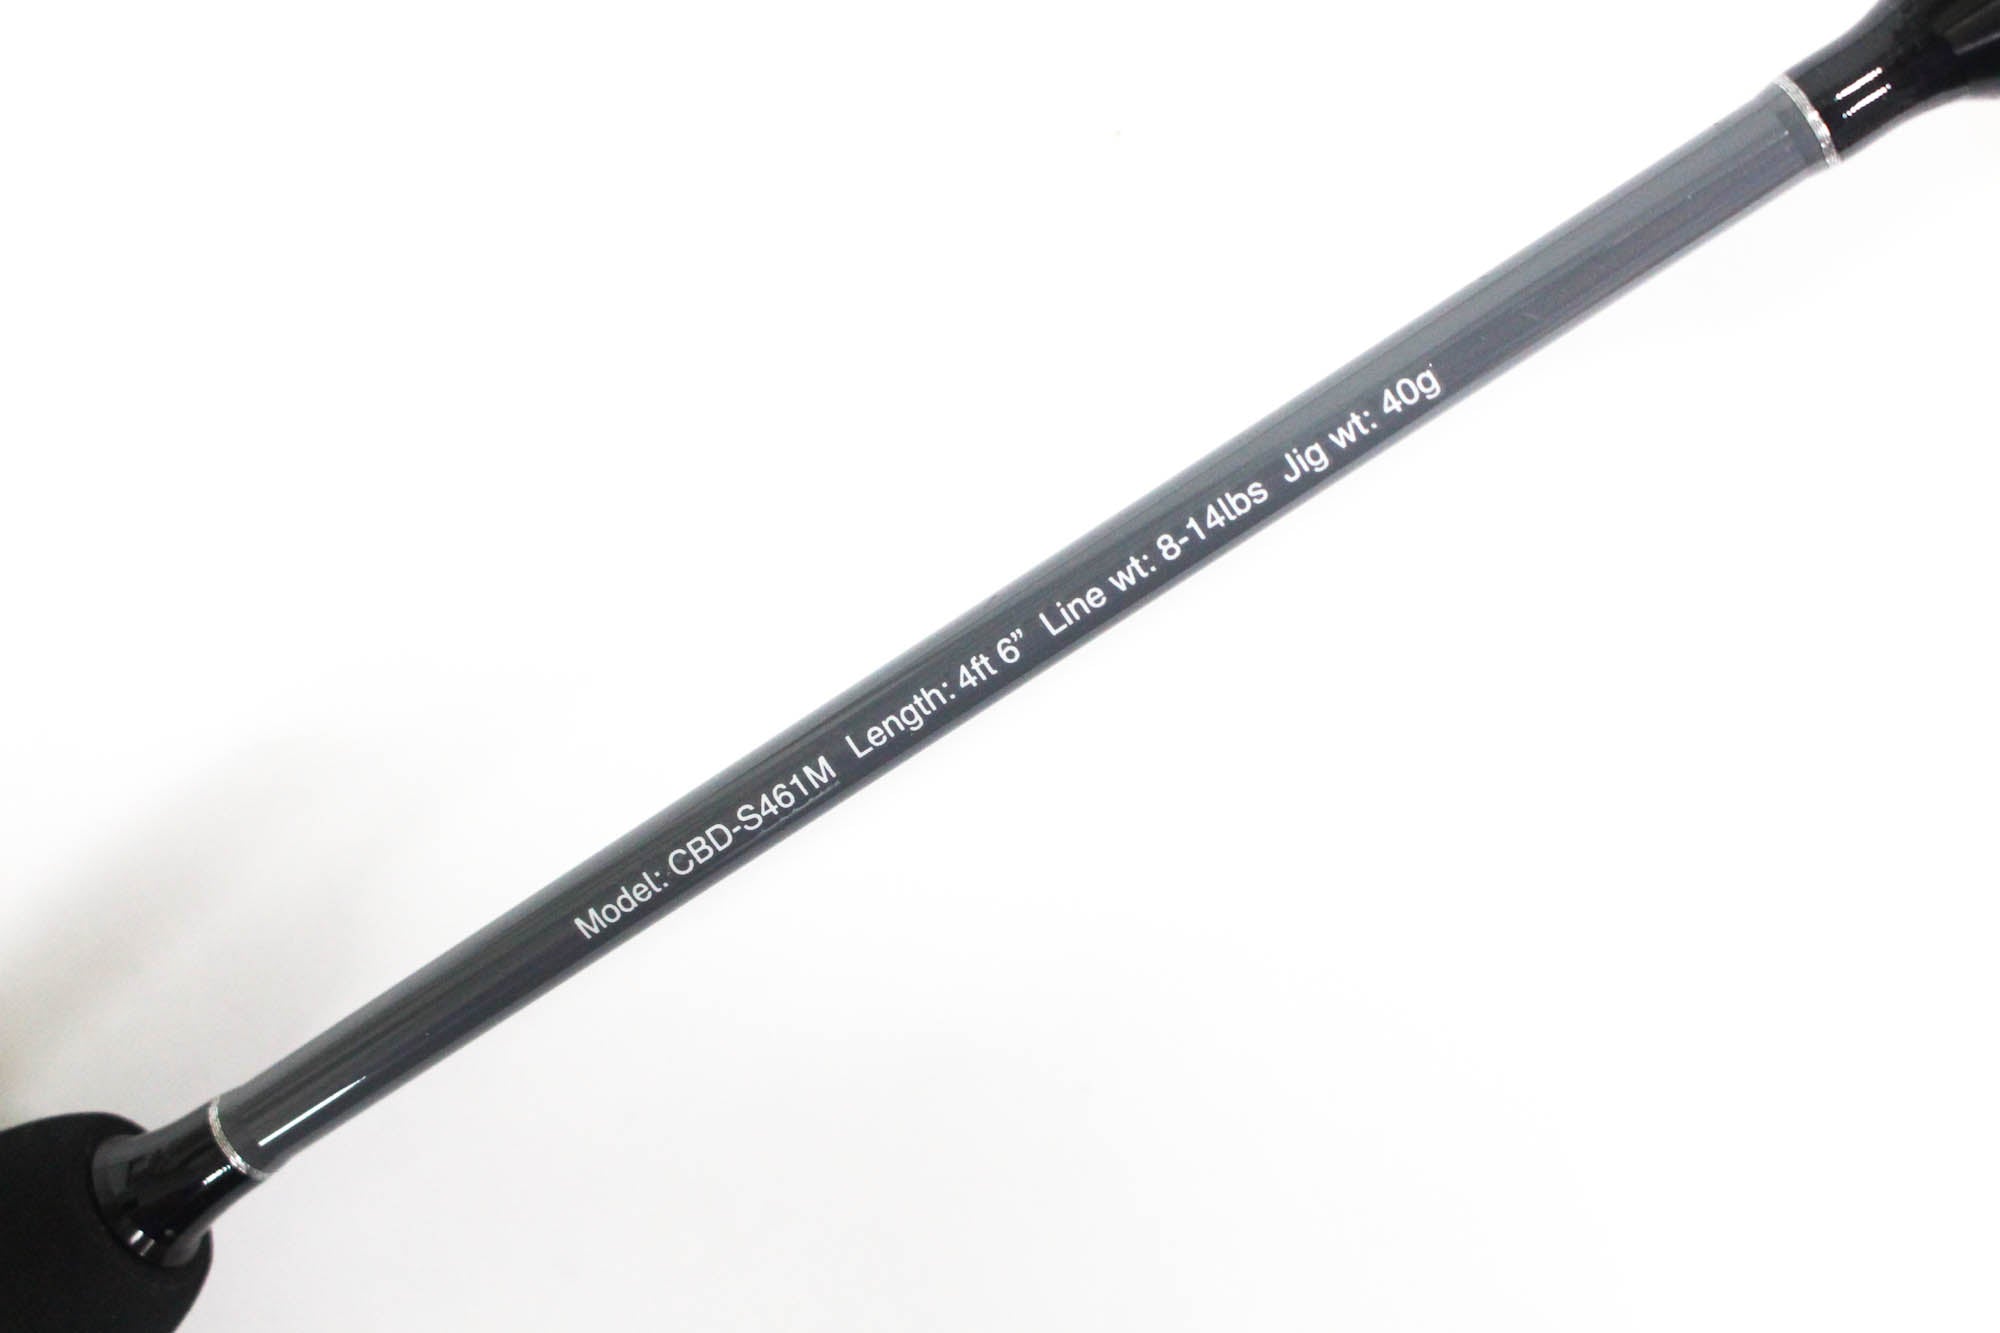 Model: CBD-S461M Length: 4ft 6” Line wt: 8-14lbs Jig wt: 40g